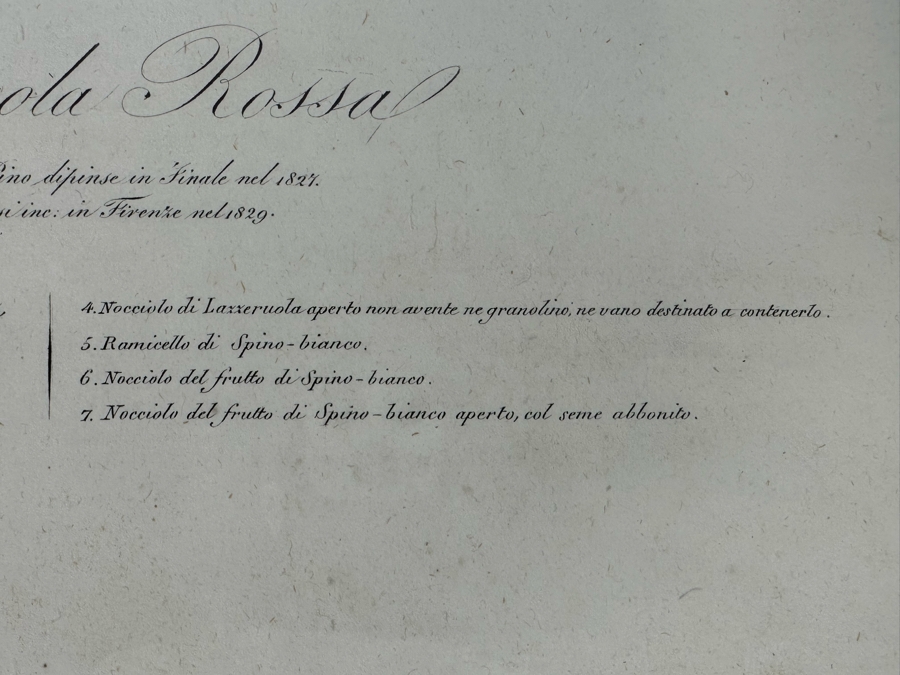 ola Rossa
ino dipinse in Finale nel 1827.
si inc: in Firenze nel 1829.
4. Nocciolo di Lazzeruola aperto non avente ne granolino, ne vano destinato a contenerlo.
5. Ramicello di Spino-bianco.
6. Nocciolo del frutto di Spino-bianco.
7. Nocciolo del frutto di Spino-bianco aperto, col seme abbonito.